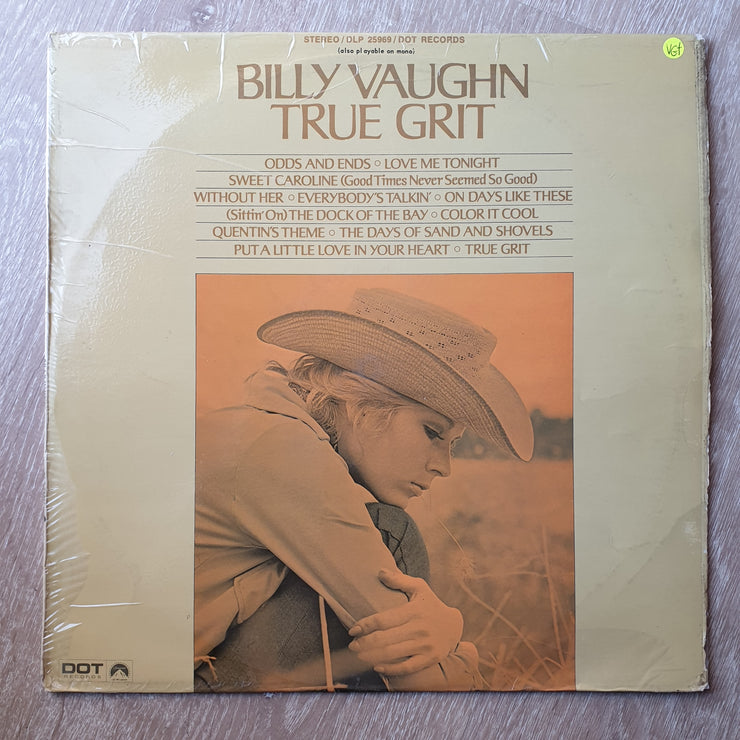 STEREO/DLP 25969/DOT RECORDS
(also playable on mono)
VG+
BILLY VAUGHN
TRUE GRIT
ODDS AND ENDS ○ LOVE ME TONIGHT
SWEET CAROLINE (Good Times Never Seemed So Good)
WITHOUT HER ○ EVERYBODY'S TALKIN' ○ ON DAYS LIKE THESE
(Sittin' On) THE DOCK OF THE BAY ○ COLOR IT COOL
QUENTIN'S THEME ○ THE DAYS OF SAND AND SHOVELS
PUT A LITTLE LOVE IN YOUR HEART ○ TRUE GRIT
DOT
RECORDS